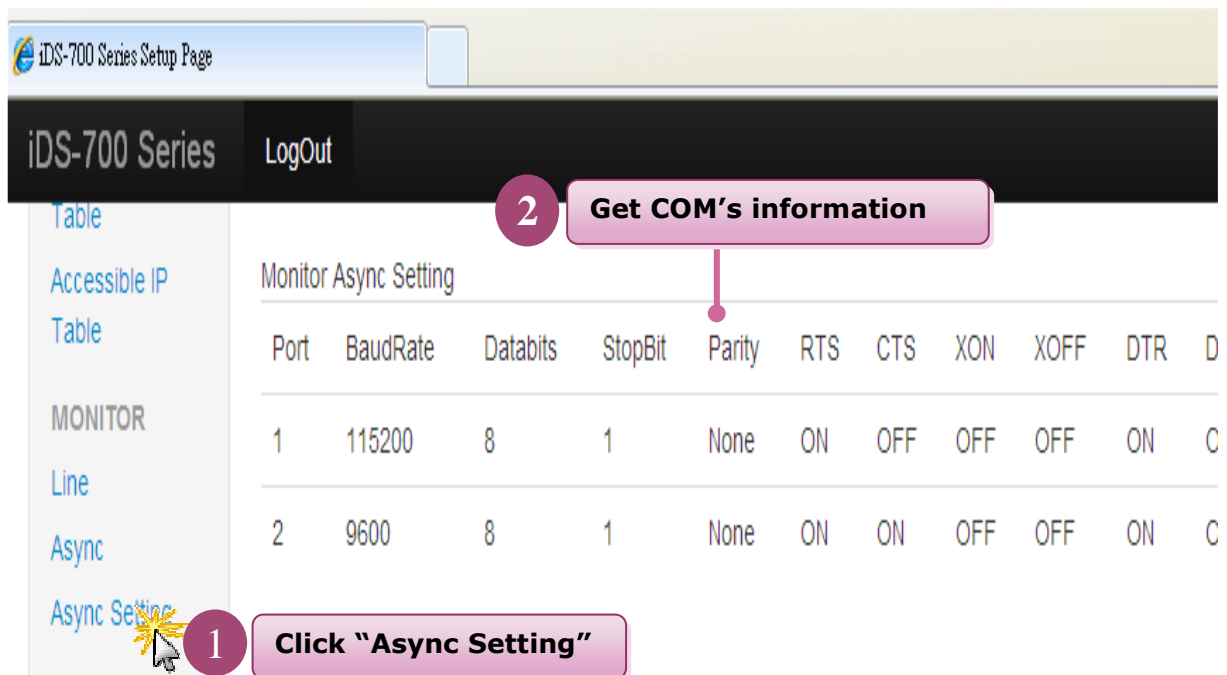 iDS-700 Series Setup Page
iDS-700 Series LogOut
2 Get COM’s information
Table
Accessible IP
Table
MONITOR
Line
Async
Async Setting
Monitor Async Setting
Port BaudRate Databits StopBit Parity RTS CTS XON XOFF DTR
1 115200 8 1 None ON OFF OFF OFF ON
2 9600 8 1 None ON ON OFF OFF ON
1 Click “Async Setting”